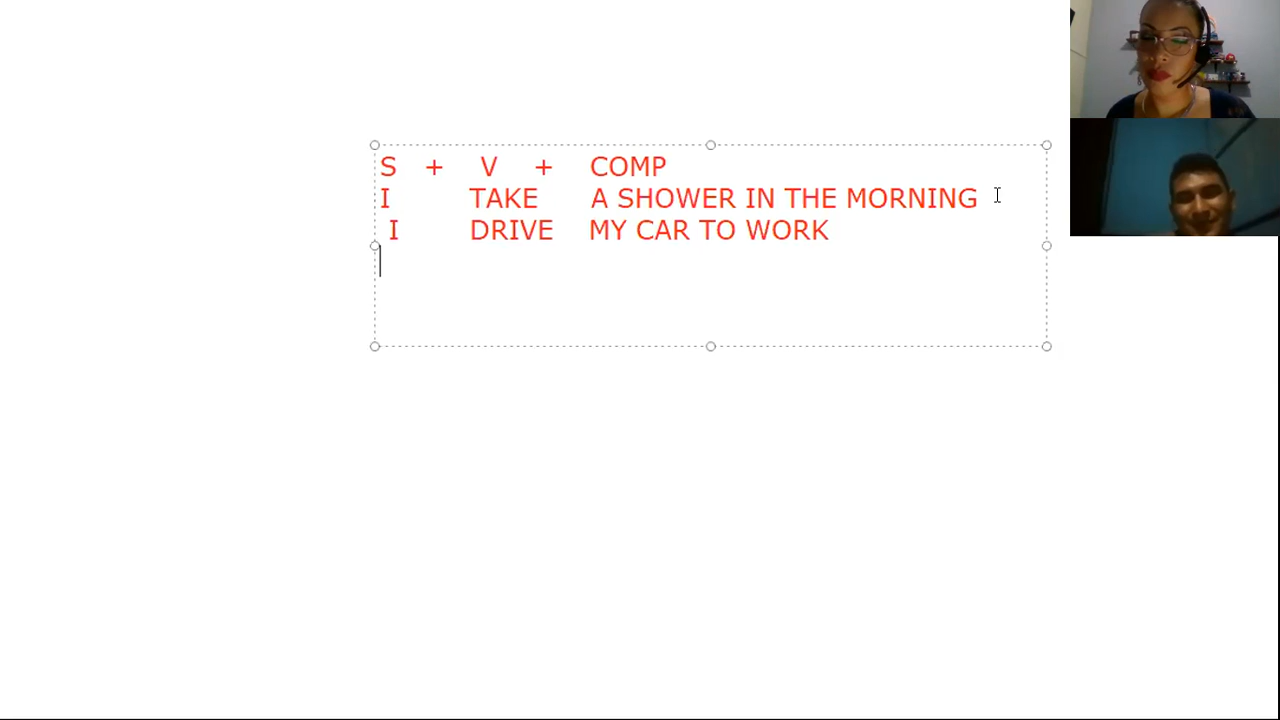 S + V + COMP
I TAKE A SHOWER IN THE MORNING
I DRIVE MY CAR TO WORK